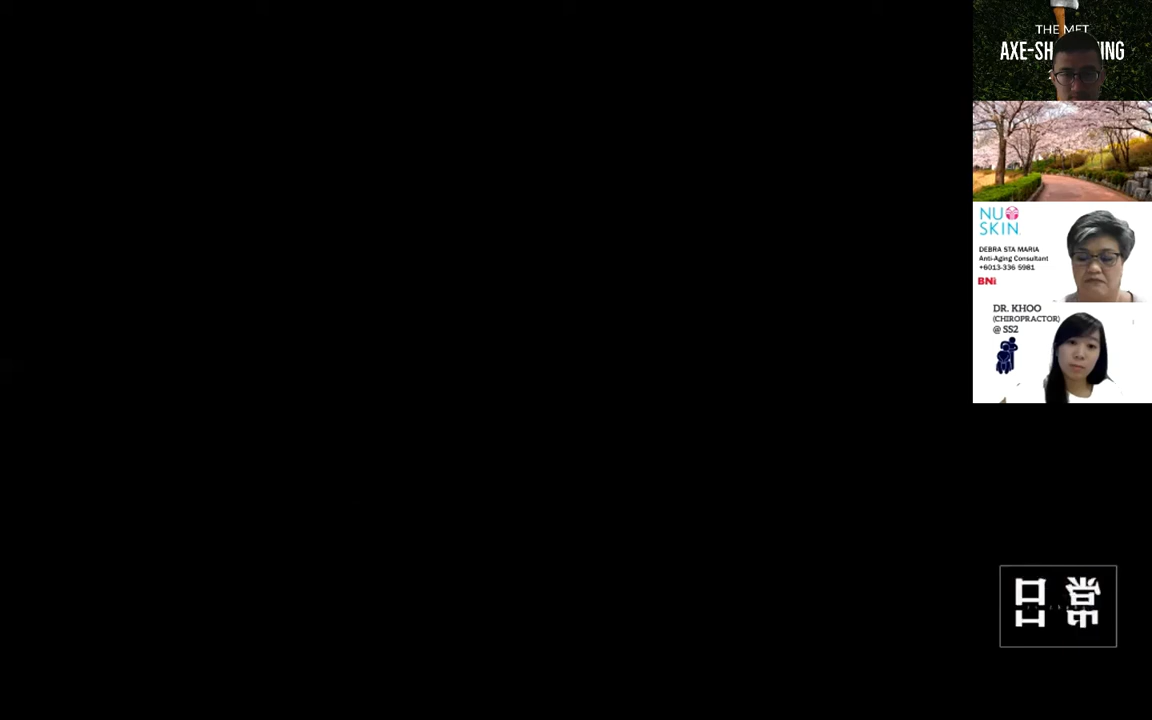 THE MET
AXE-SH
NU
SKIN
DEBRA STA MARIA
Anti-Aging Consultant
+6013-336 5981
BNI
DR. KHOO
(CHIROPRACTOR)
@ SS2
日常